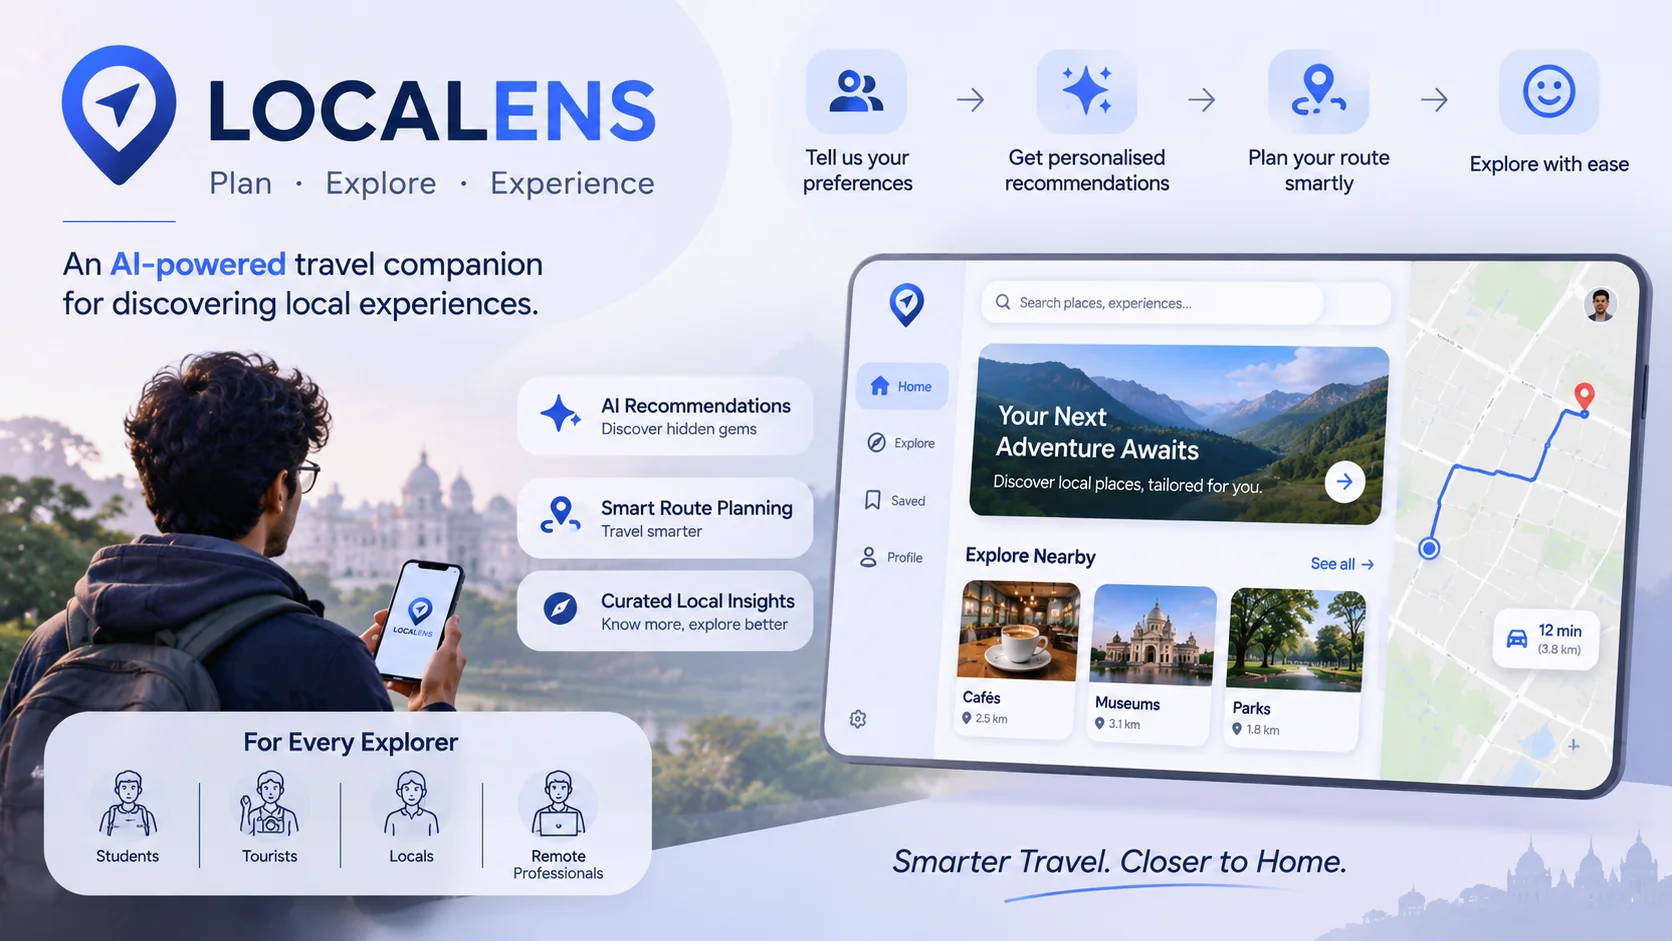 LOCALENS
Plan · Explore · Experience
An AI-powered travel companion
for discovering local experiences.
Tell us your
preferences
Get personalised
recommendations
Plan your route
smartly
Explore with ease
AI Recommendations
Discover hidden gems
Smart Route Planning
Travel smarter
Curated Local Insights
Know more, explore better
LOCALENS
For Every Explorer
Students
Tourists
Locals
Remote
Professionals
Search places, experiences...
Home
Explore
Saved
Profile
Your Next
Adventure Awaits
Discover local places, tailored for you.
Explore Nearby
See all →
Cafés
2.5 km
Museums
3.1 km
Parks
1.8 km
12 min
(3.8 km)
Smarter Travel. Closer to Home.